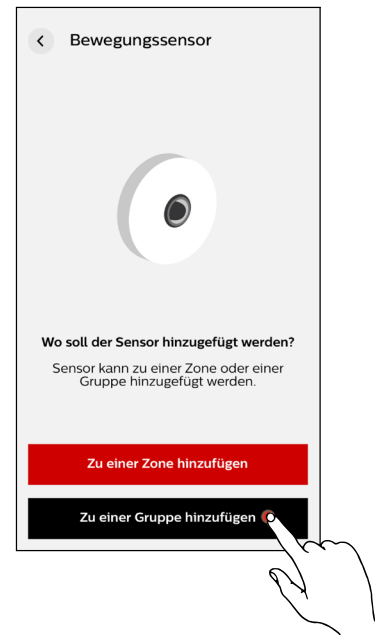 Bewegungssensor
Wo soll der Sensor hinzugefügt werden?
Sensor kann zu einer Zone oder einer
Gruppe hinzugefügt werden.
Zu einer Zone hinzufügen
Zu einer Gruppe hinzufügen